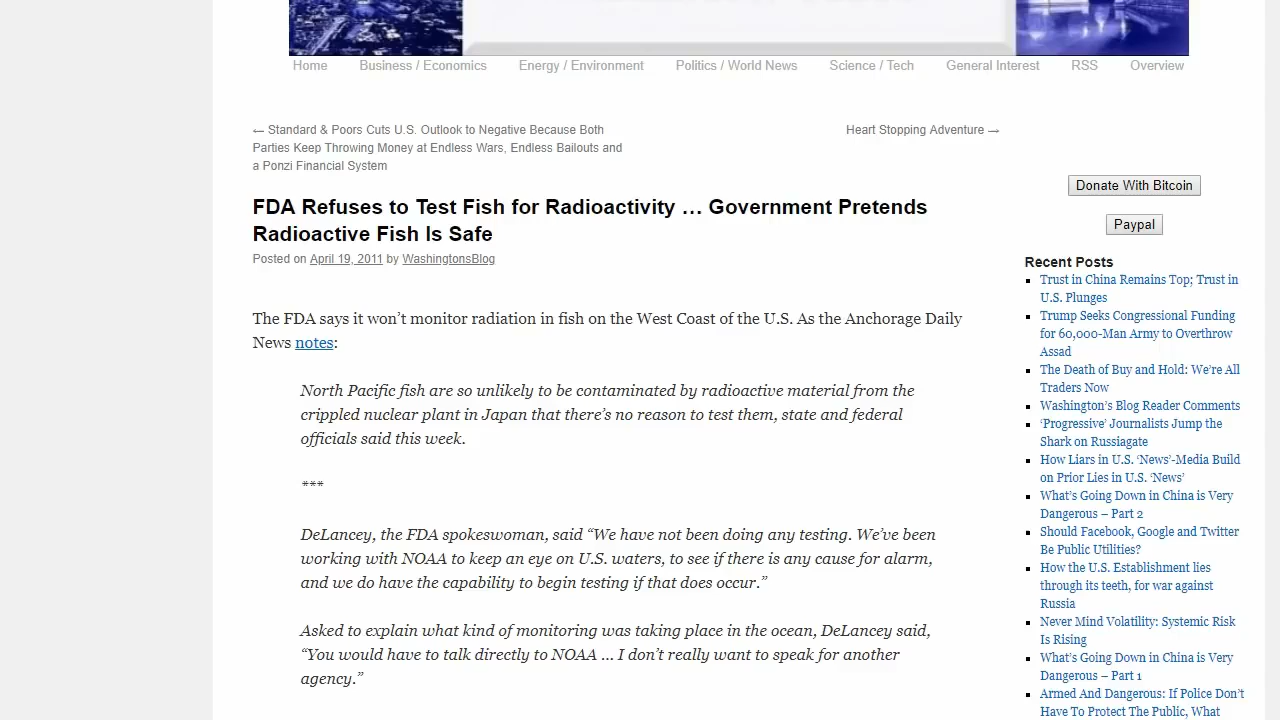 Home Business / Economics Energy / Environment Politics / World News Science / Tech General Interest RSS Overview
← Standard & Poors Cuts U.S. Outlook to Negative Because Both
Parties Keep Throwing Money at Endless Wars, Endless Bailouts and
a Ponzi Financial System
Heart Stopping Adventure →
FDA Refuses to Test Fish for Radioactivity … Government Pretends
Radioactive Fish Is Safe
Posted on April 19, 2011 by WashingtonsBlog
The FDA says it won’t monitor radiation in fish on the West Coast of the U.S. As the Anchorage Daily
News notes:
North Pacific fish are so unlikely to be contaminated by radioactive material from the
crippled nuclear plant in Japan that there’s no reason to test them, state and federal
officials said this week.
***
DeLancey, the FDA spokeswoman, said “We have not been doing any testing. We’ve been
working with NOAA to keep an eye on U.S. waters, to see if there is any cause for alarm,
and we do have the capability to begin testing if that does occur.”
Asked to explain what kind of monitoring was taking place in the ocean, DeLancey said,
“You would have to talk directly to NOAA … I don’t really want to speak for another
agency.”
Donate With Bitcoin
Paypal
Recent Posts
Trust in China Remains Top; Trust in
U.S. Plunges
Trump Seeks Congressional Funding
for 60,000-Man Army to Overthrow
Assad
The Death of Buy and Hold: We’re All
Traders Now
Washington’s Blog Reader Comments
‘Progressive’ Journalists Jump the
Shark on Russiagate
How Liars in U.S. ‘News’-Media Build
on Prior Lies in U.S. ‘News’
What’s Going Down in China is Very
Dangerous – Part 2
Should Facebook, Google and Twitter
Be Public Utilities?
How the U.S. Establishment lies
through its teeth, for war against
Russia
Never Mind Volatility: Systemic Risk
Is Rising
What’s Going Down in China is Very
Dangerous – Part 1
Armed And Dangerous: If Police Don’t
Have To Protect The Public, What